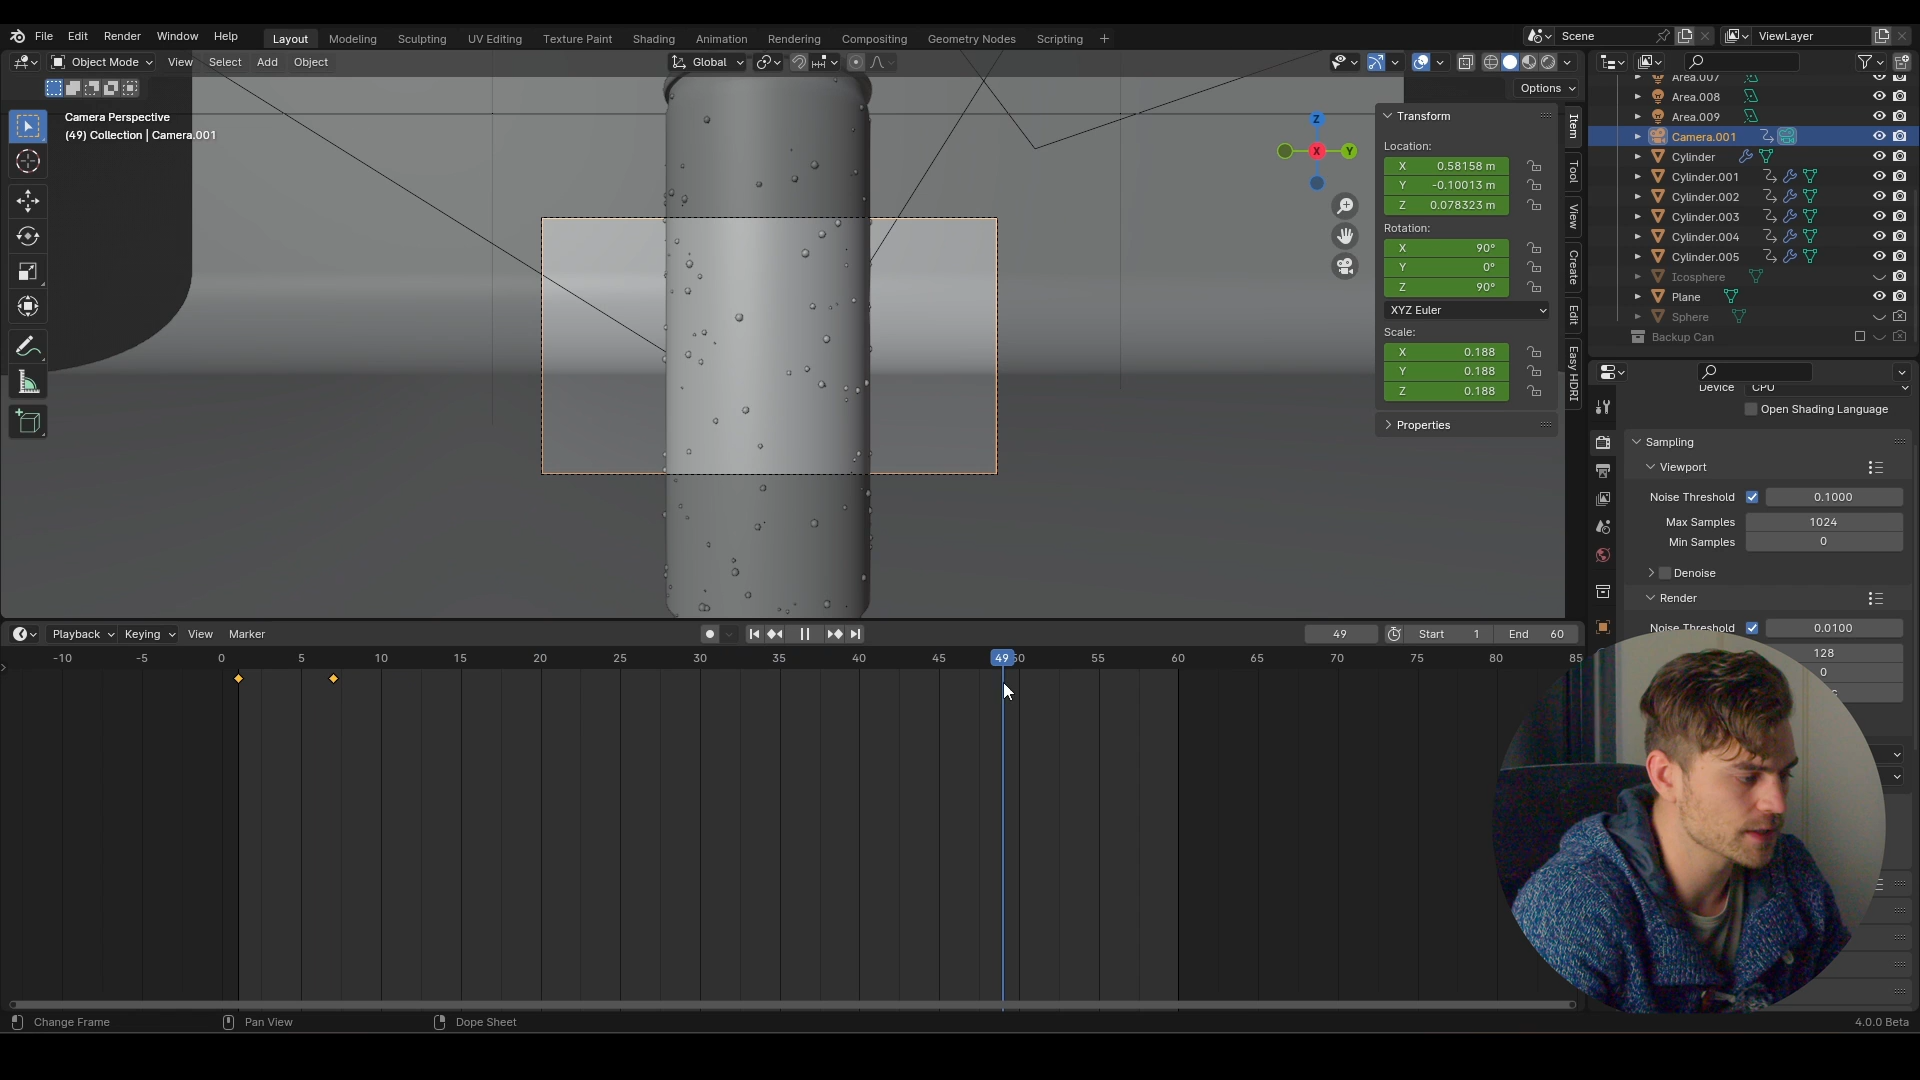 File Edit Render Window Help
Layout Modeling Sculpting UV Editing Texture Paint Shading Animation Rendering Compositing Geometry Nodes Scripting +
Scene ViewLayer
Object Mode View Select Add Object
Global
Options
Camera Perspective
(49) Collection | Camera.001
Z
X
Y
Transform
Location:
X 0.58158 m
Y -0.10013 m
Z 0.078323 m
Rotation:
X 90°
Y 0°
Z 90°
XYZ Euler
Scale:
X 0.188
Y 0.188
Z 0.188
Properties
Item
Tool
View
Create
Edit
Easy HDRI
Area.007
Area.008
Area.009
Camera.001
Cylinder
Cylinder.001
Cylinder.002
Cylinder.003
Cylinder.004
Cylinder.005
Icosphere
Plane
Sphere
Backup Can
Device CPU
Open Shading Language
Sampling
Viewport
Noise Threshold 0.1000
Max Samples 1024
Min Samples 0
Denoise
Render
Noise Threshold 0.0100
128
0
Playback Keying View Marker
49 Start 1 End 60
-10 -5 0 5 10 15 20 25 30 35 40 45 49 50 55 60 65 70 75 80 85
Change Frame Pan View Dope Sheet
4.0.0 Beta